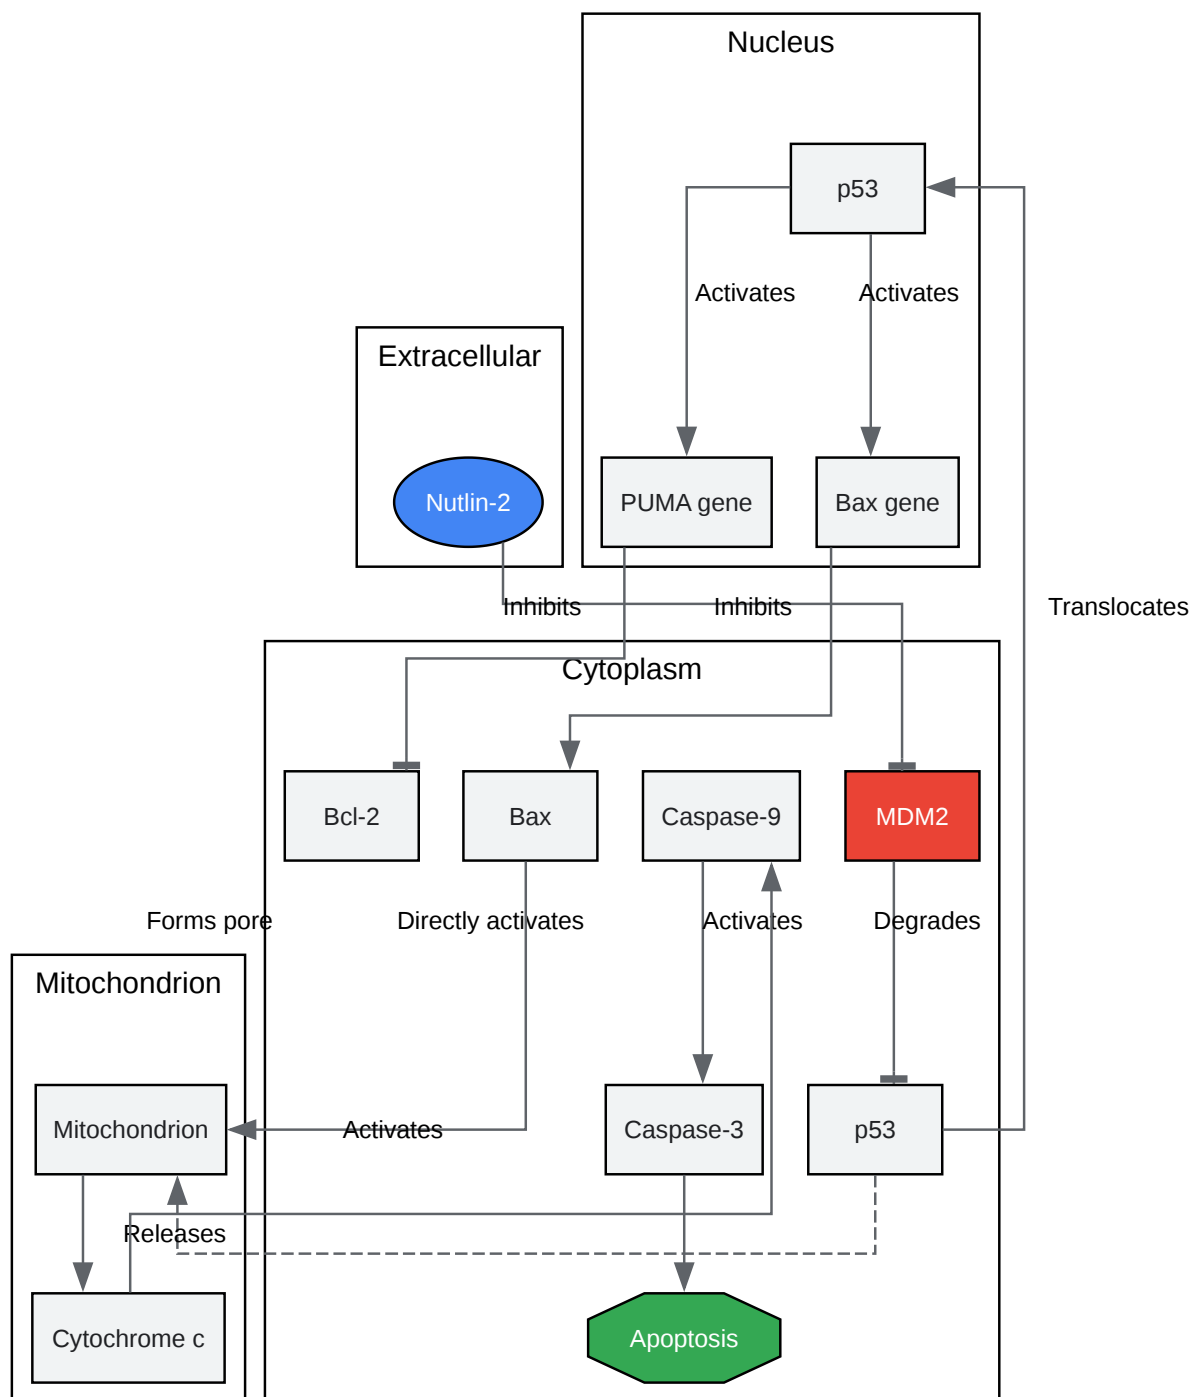 Nucleus
p53
Activates
Activates
Extracellular
Nutlin-2
PUMA gene
Bax gene
Inhibits
Inhibits
Translocates
Cytoplasm
Bcl-2
Bax
Caspase-9
MDM2
Forms pore
Directly activates
Activates
Degrades
Mitochondrion
Mitochondrion
Activates
Caspase-3
p53
Releases
Cytochrome c
Apoptosis